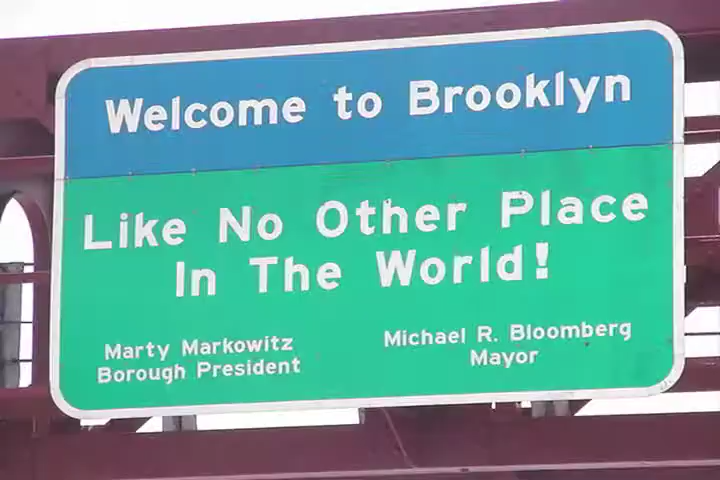 Welcome to Brooklyn
Like No Other Place
In The World!
Marty Markowitz
Borough President
Michael R. Bloomberg
Mayor